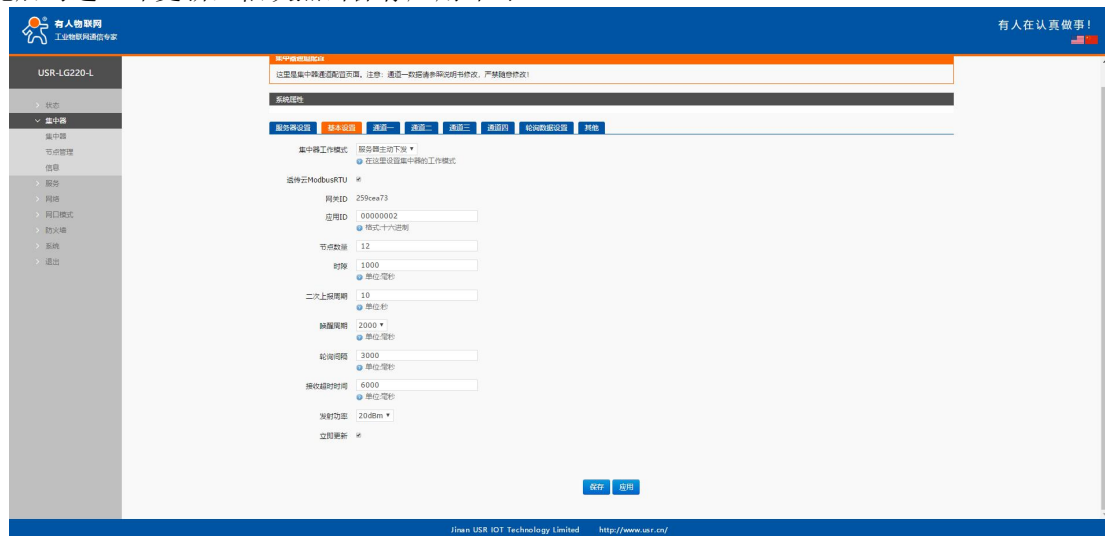 有人物联网
工业物联网通信专家
有人在认真做事!
USR-LG220-L
状态
集中器
集中器
节点管理
信息
服务
网络
网口模式
防火墙
系统
退出
集中器通道配置
这里是集中器通道配置页面。注意:通道一数据请参照说明书修改,严禁随意修改!
系统属性
服务器设置 基本设置 通道一 通道二 通道三 通道四 轮询数据设置 其他
集中器工作模式 服务器主动下发
在这里设置集中器的工作模式
透传云ModbusRTU
网关ID 259cea73
应用ID 00000002
格式:十六进制
节点数量 12
时隙 1000
单位:毫秒
二次上报周期 10
单位:秒
唤醒周期 2000
单位:毫秒
轮询间隔 3000
单位:毫秒
接收超时时间 6000
单位:毫秒
发射功率 20dBm
立即更新
保存 应用
Jinan USR IOT Technology Limited http://www.usr.cn/